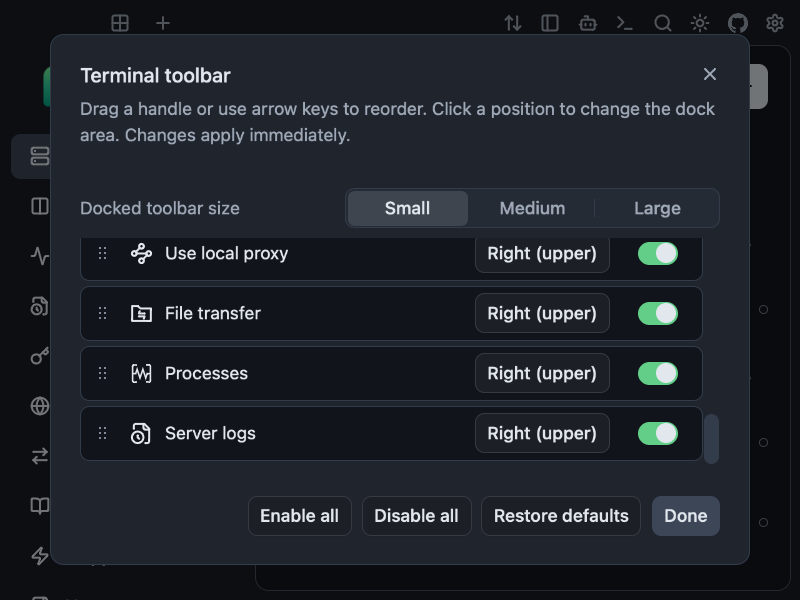 Terminal toolbar
Drag a handle or use arrow keys to reorder. Click a position to change the dock
area. Changes apply immediately.
Docked toolbar size
Small
Medium
Large
Use local proxy
Right (upper)
File transfer
Right (upper)
Processes
Right (upper)
Server logs
Right (upper)
Enable all
Disable all
Restore defaults
Done